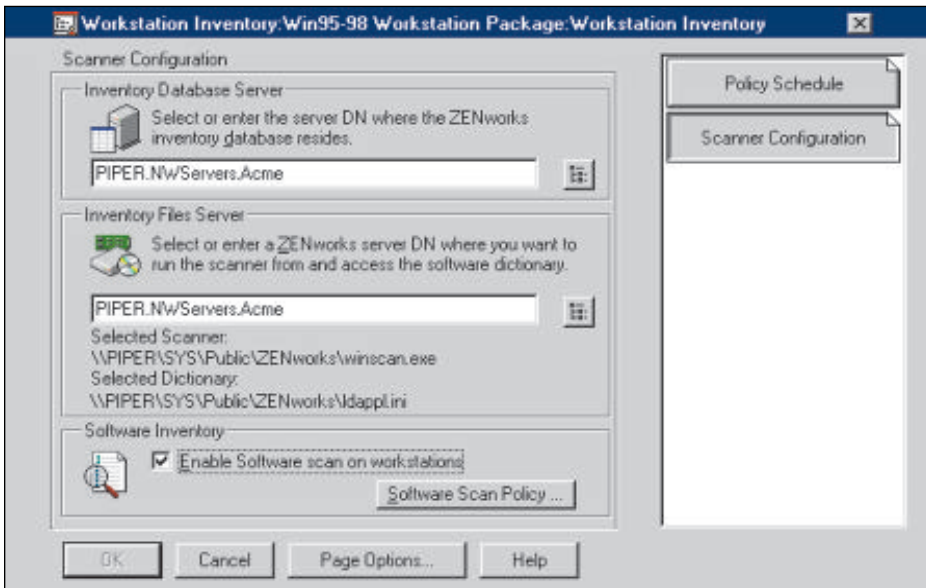 Workstation Inventory:Win95-98 Workstation Package:Workstation Inventory
Scanner Configuration
Inventory Database Server
Select or enter the server DN where the ZENworks
inventory database resides.
PIPER.NWServers.Acme
Inventory Files Server
Select or enter a ZENworks server DN where you want to
run the scanner from and access the software dictionary.
PIPER.NWServers.Acme
Selected Scanner:
\\PIPER\SYS\Public\ZENworks\winscan.exe
Selected Dictionary:
\\PIPER\SYS\Public\ZENworks\ldappl.ini
Software Inventory
Enable Software scan on workstations
Software Scan Policy ...
OK
Cancel
Page Options...
Help
Policy Schedule
Scanner Configuration